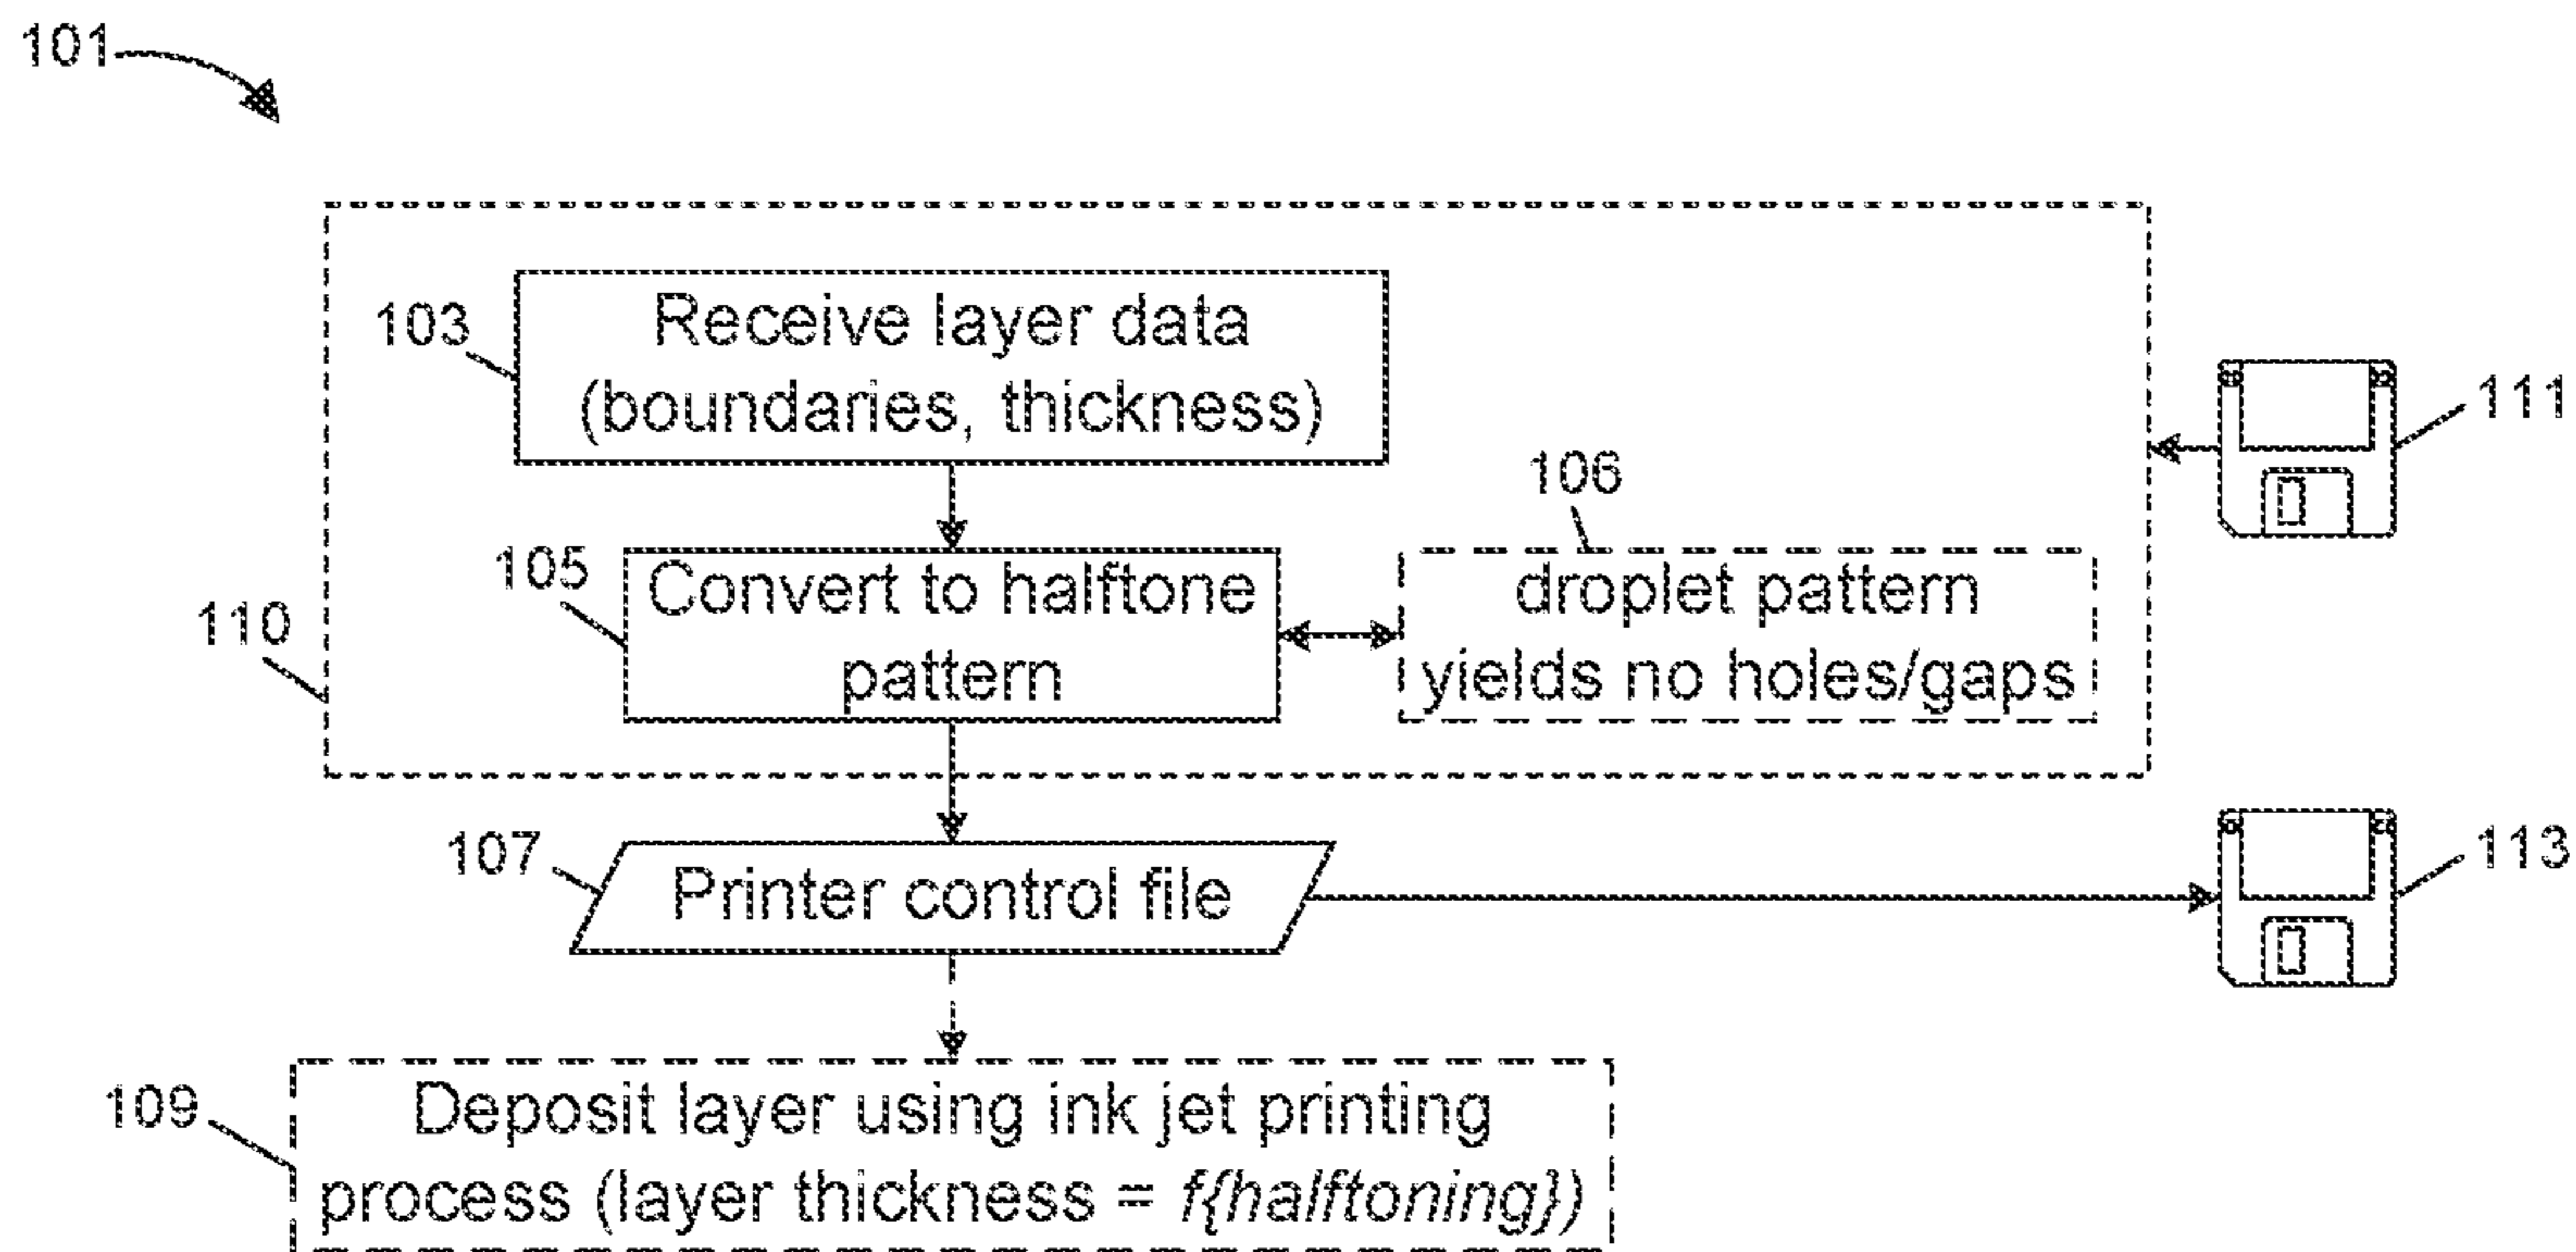 101
103
Receive layer data
(boundaries, thickness)
111
106
105
Convert to halftone
pattern
droplet pattern
yields no holes/gaps
110
107
Printer control file
113
109
Deposit layer using ink jet printing
process (layer thickness = f{halftoning})